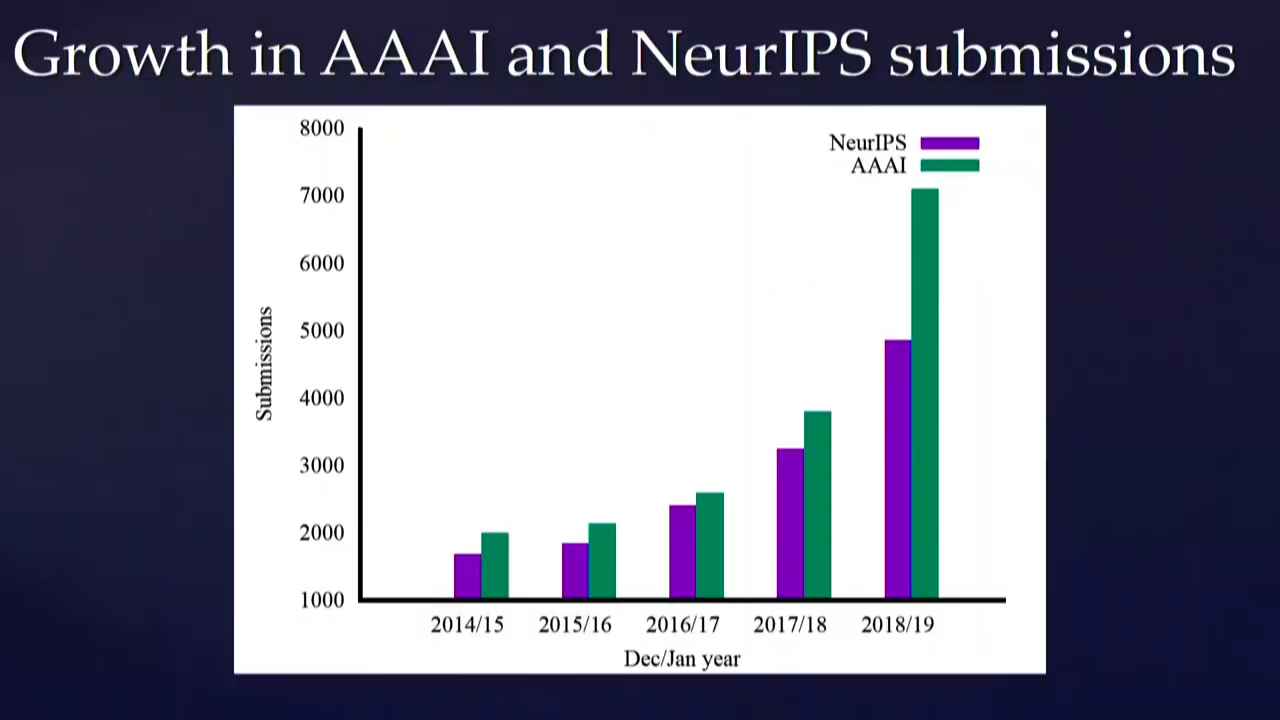 Growth in AAAI and NeurIPS submissions
NeurIPS
AAAI
8000
7000
6000
5000
4000
3000
2000
1000
Submissions
2014/15 2015/16 2016/17 2017/18 2018/19
Dec/Jan year